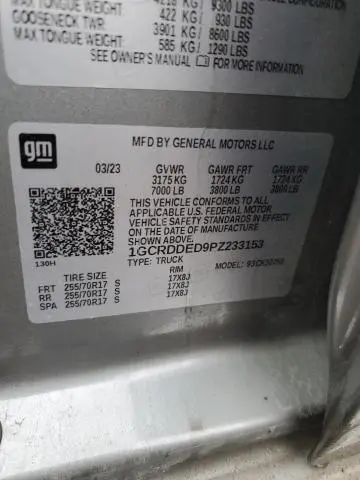 MAX TONGUE WEIGHT: 422 KG / 930 LBS
GOOSENECK TWR 3901 KG / 8600 LBS
MAX TONGUE WEIGHT: 585 KG / 1290 LBS
SEE OWNER'S MANUAL FOR MORE INFORMATION
gm
MFD BY GENERAL MOTORS LLC
03/23 GVWR GAWR FRT GAWR RR
3175 KG 1724 KG 1724 KG
7000 LB 3800 LB 3800 LB
THIS VEHICLE CONFORMS TO ALL
APPLICABLE U.S. FEDERAL MOTOR
VEHICLE SAFETY STANDARDS IN EFFECT
ON THE DATE OF MANUFACTURE SHOWN
ABOVE.
1GCRDDED9PZ233153
TYPE: TRUCK MODEL:
130H
TIRE SIZE RIM
FRT 255/70R17 S 17X8J
RR 255/70R17 S 17X8J
SPA 255/70R17 S 17X8J